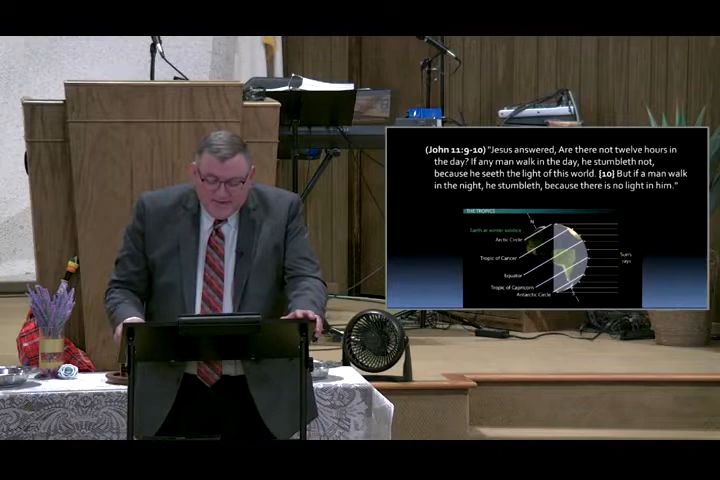 (John 11:9-10) "Jesus answered, Are there not twelve hours in
the day? If any man walk in the day, he stumbleth not,
because he seeth the light of this world. [10] But if a man walk
in the night, he stumbleth, because there is no light in him."
THE TROPICS
Earth at winter solstice
Arctic Circle
Tropic of Cancer
Sun's
rays
Equator
Tropic of Capricorn
Antarctic Circle